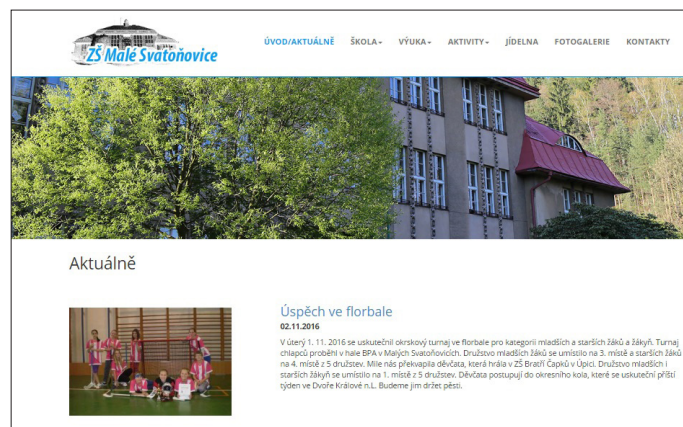 ZŠ Malé Svatoňovice
ÚVOD/AKTUÁLNĚ ŠKOLA VÝUKA AKTIVITY JÍDELNA FOTOGALERIE KONTAKTY
Aktuálně
Úspěch ve florbale
02.11.2016
V úterý 1. 11. 2016 se uskutečnil okrskový turnaj ve florbale pro kategorii mladších a starších žáků a žákyň. Turnaj
chlapců proběhl v hale BPA v Malých Svatoňovicích. Družstvo mladších žáků se umístilo na 3. místě a starších žáků
na 4. místě z 5 družstev. Mile nás překvapila děvčata, která hrála v ZŠ Bratří Čapků v Úpici. Družstvo mladších i
starších žákyň se umístilo na 1. místě z 5 družstev. Děvčata postupují do okresního kola, které se uskuteční příští
týden ve Dvoře Králové n.L. Budeme jim držet pěsti.